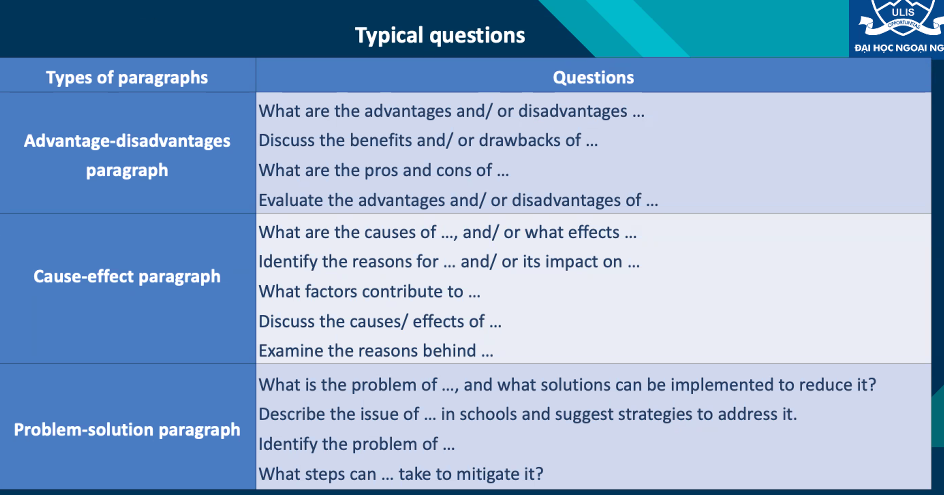 ULIS
OPPORTUNITAS
ĐẠI HỌC NGOẠI NG
Typical questions
Types of paragraphs
Questions
Advantage-disadvantages
paragraph
What are the advantages and/ or disadvantages ...
Discuss the benefits and/ or drawbacks of ...
What are the pros and cons of ...
Evaluate the advantages and/ or disadvantages of ...
Cause-effect paragraph
What are the causes of ..., and/ or what effects ...
Identify the reasons for ... and/ or its impact on ...
What factors contribute to ...
Discuss the causes/ effects of ...
Examine the reasons behind ...
Problem-solution paragraph
What is the problem of ..., and what solutions can be implemented to reduce it?
Describe the issue of ... in schools and suggest strategies to address it.
Identify the problem of ...
What steps can ... take to mitigate it?